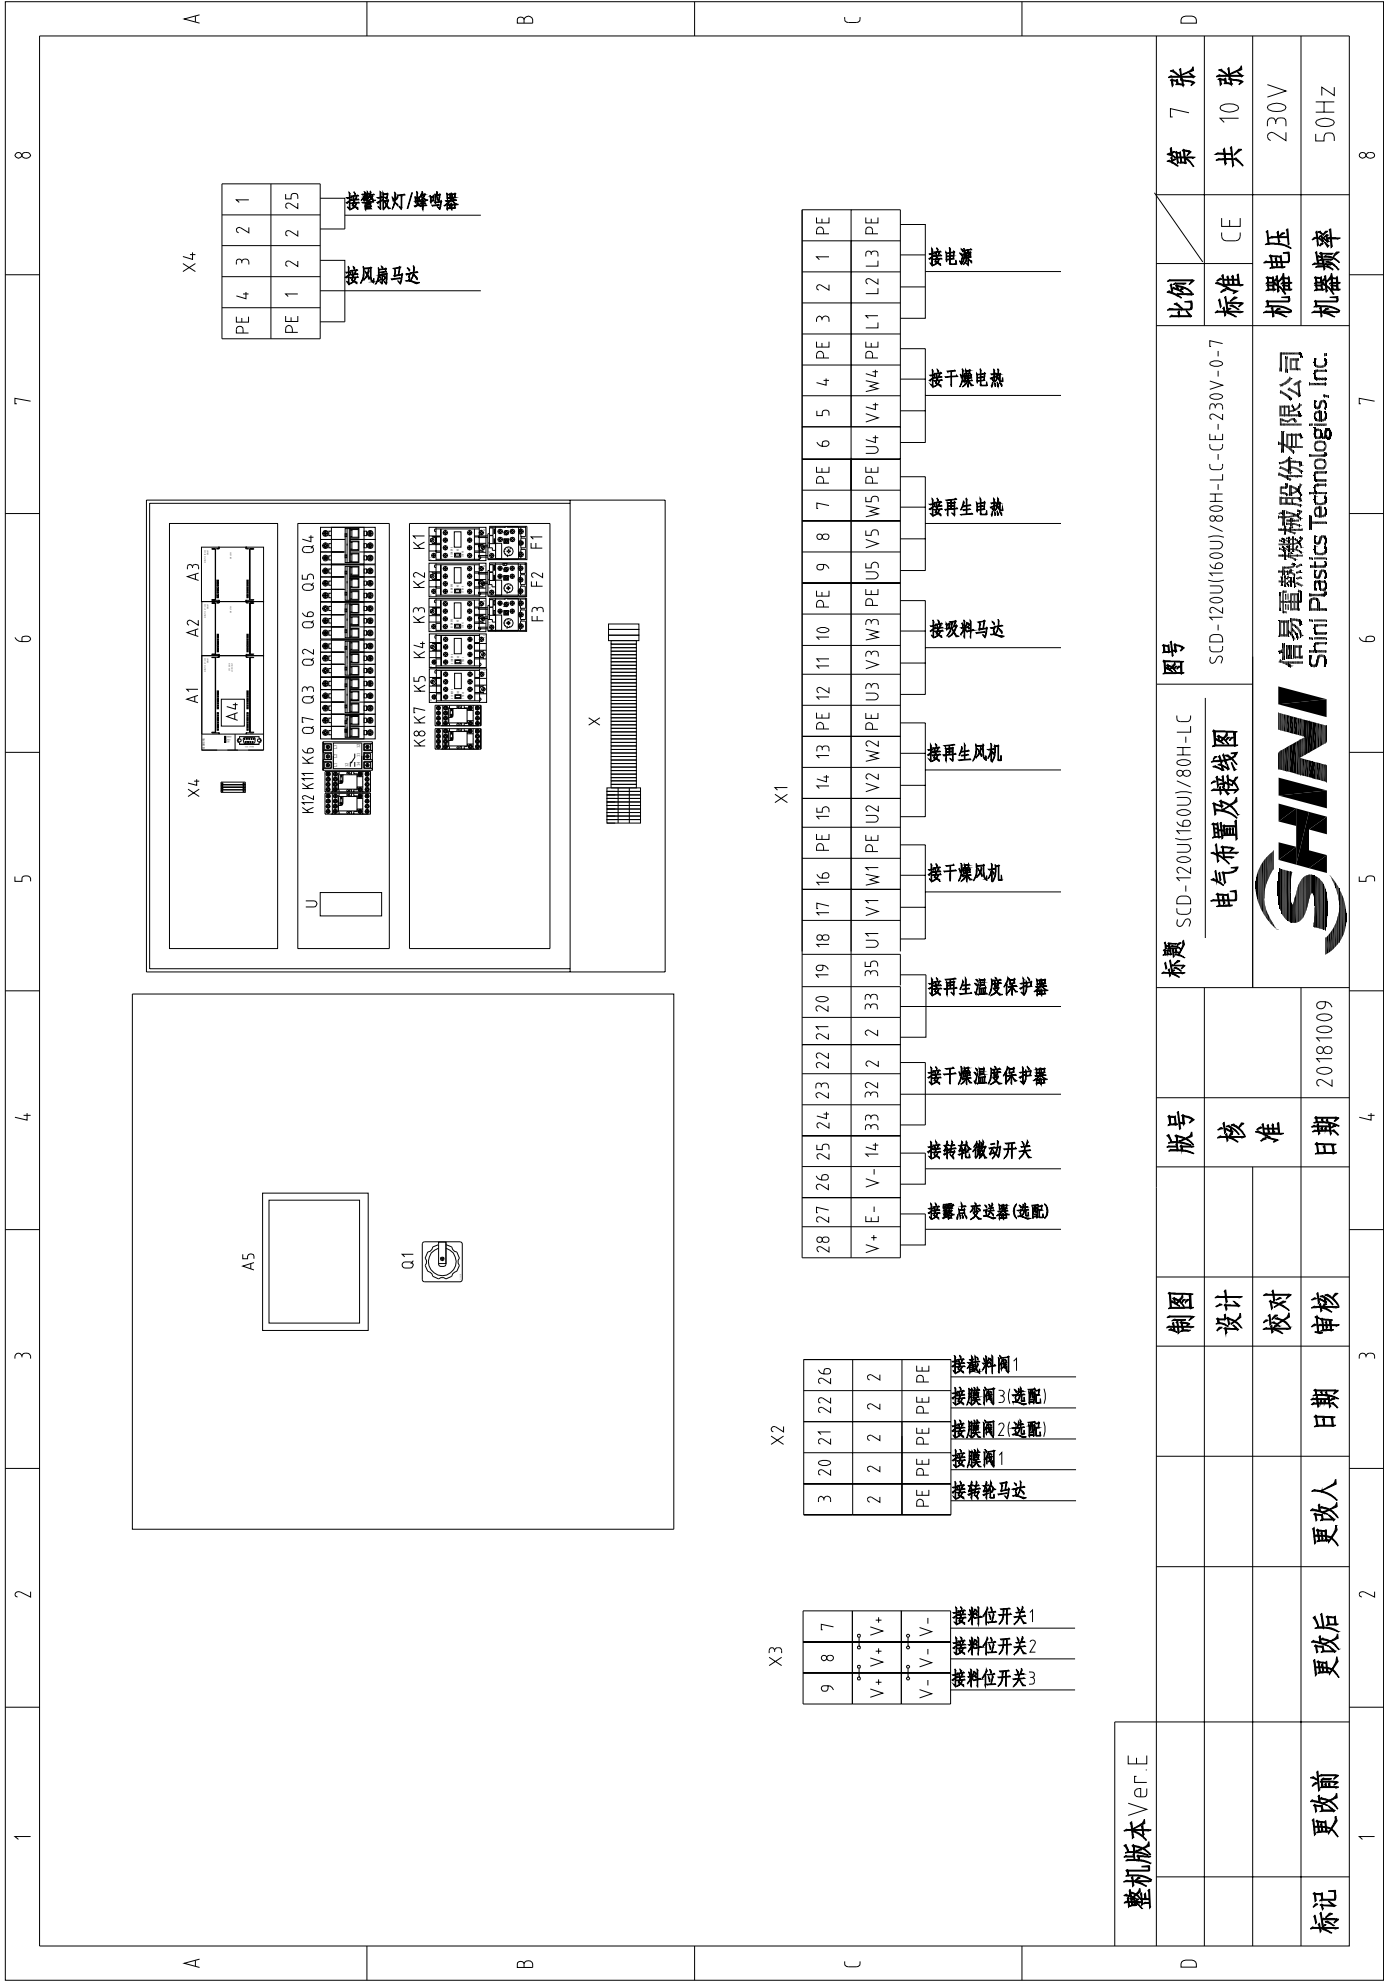 1 2 3 4 5 6 7 8
A
B
C
D
A
B
C
D
X4
PE 4 3 2 1
PE 1 2 2 25
接风扇马达
接警报灯/蜂鸣器
A5
Q1
X4
A1 A2 A3
A4
U
K12 K11 K6 Q7 Q3 Q2 Q6 Q5 Q4
K8 K7 K5 K4 K3 K2 K1
F3 F2 F1
X
X3
9 8 7
V+ V+ V+
V- V- V-
接料位开关3
接料位开关2
接料位开关1
X2
3 20 21 22 26
2 2 2 2 2
PE PE PE PE PE
接转轮马达
接膜阀1
接膜阀2(选配)
接膜阀3(选配)
接截料阀1
X1
28 27 26 25 24 23 22 21 20 19 18 17 16 PE 15 14 13 PE 12 11 10 PE 9 8 7 PE 6 5 4 PE 3 2 1 PE
V+ E- V- 14 33 32 2 2 33 35 U1 V1 W1 PE U2 V2 W2 PE U3 V3 W3 PE U5 V5 W5 PE U4 V4 W4 PE L1 L2 L3 PE
接露点变送器(选配)
接转轮微动开关
接干燥温度保护器
接再生温度保护器
接干燥风机
接再生风机
接吸料马达
接再生电热
接干燥电热
接电源
整机版本Ver.E
标记 更改前 更改后 更改人 日期
制图
设计
校对
审核
版号
核准
日期 20181009
标题 SCD-120U(160U)/80H-LC
电气布置及接线图
图号
SCD-120U(160U)/80H-LC-CE-230V-0-7
SHINI
信易電熱機械股份有限公司
Shini Plastics Technologies, Inc.
比例 第 7 张
标准 CE 共 10 张
机器电压 230V
机器频率 50Hz
1 2 3 4 5 6 7 8